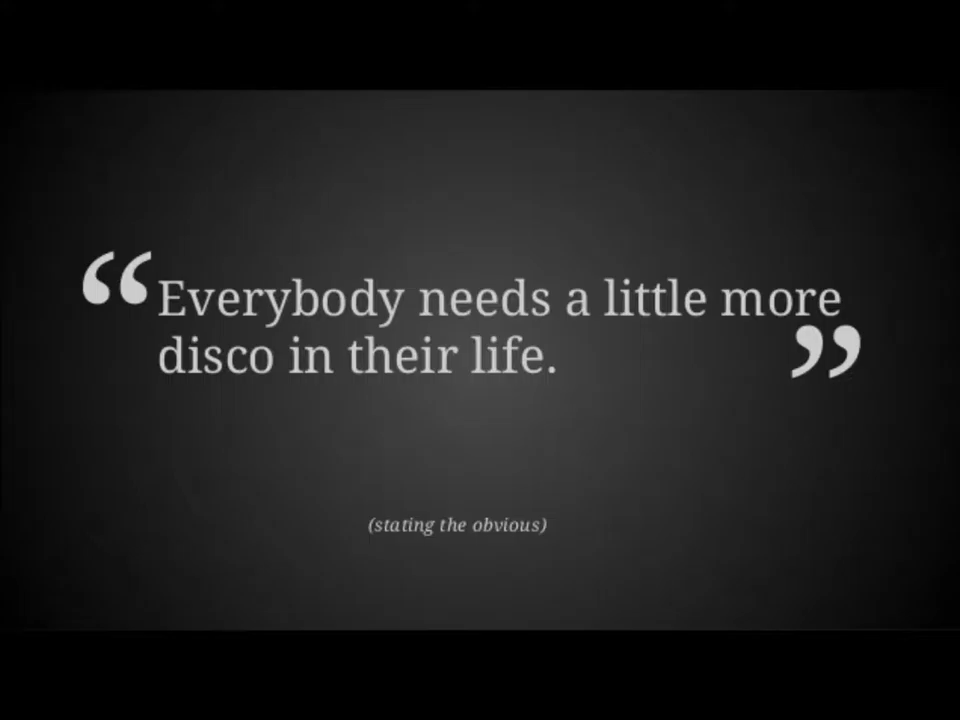 “Everybody needs a little more
disco in their life.”
(stating the obvious)